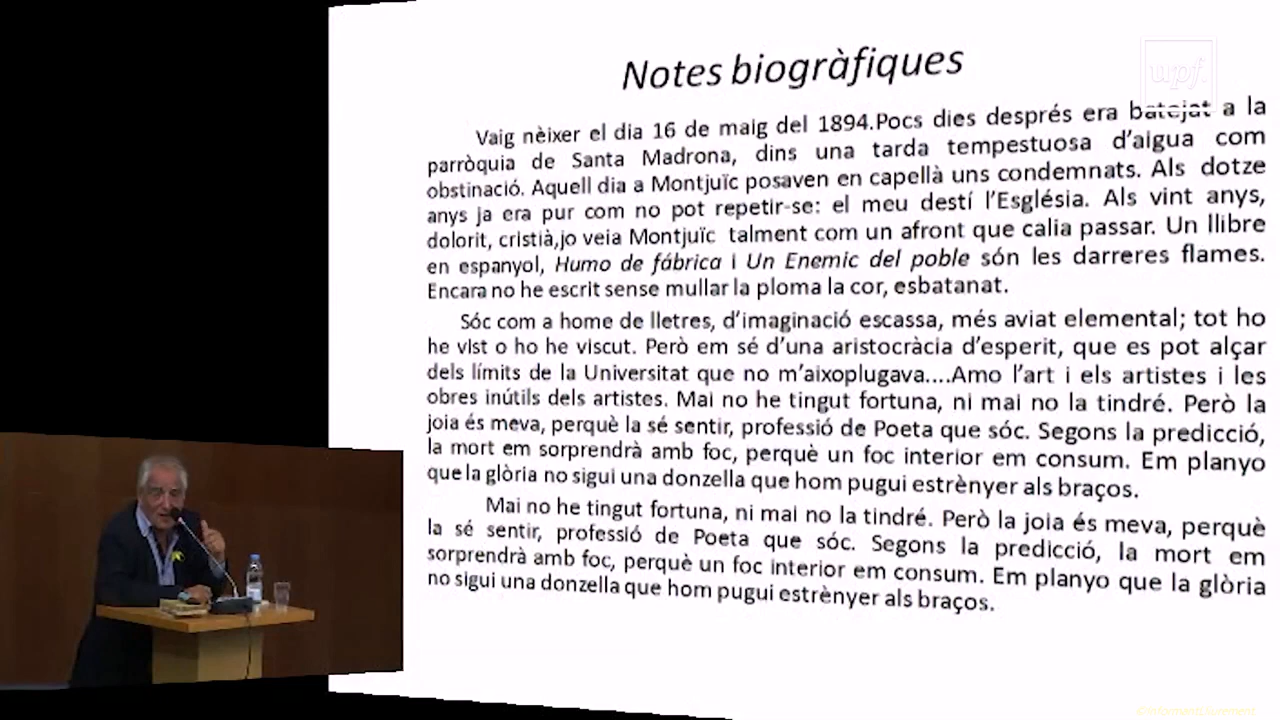 upf.
Notes biogràfiques
Vaig nèixer el dia 16 de maig del 1894.Pocs dies després era batejat a la
parròquia de Santa Madrona, dins una tarda tempestuosa d'aigua com
obstinació. Aquell dia a Montjuïc posaven en capellà uns condemnats. Als dotze
anys ja era pur com no pot repetir-se: el meu destí l'Església. Als vint anys,
dolorit, cristià,jo veia Montjuïc talment com un afront que calia passar. Un llibre
en espanyol, Humo de fábrica i Un Enemic del poble són les darreres flames.
Encara no he escrit sense mullar la ploma la cor, esbatanat.
Sóc com a home de lletres, d'imaginació escassa, més aviat elemental; tot ho
he vist o ho he viscut. Però em sé d'una aristocràcia d'esperit, que es pot alçar
dels límits de la Universitat que no m'aixoplugava....Amo l'art i els artistes i les
obres inútils dels artistes. Mai no he tingut fortuna, ni mai no la tindré. Però la
joia és meva, perquè la sé sentir, professió de Poeta que sóc. Segons la predicció,
la mort em sorprendrà amb foc, perquè un foc interior em consum. Em planyo
que la glòria no sigui una donzella que hom pugui estrènyer als braços.
Mai no he tingut fortuna, ni mai no la tindré. Però la joia és meva, perquè
la sé sentir, professió de Poeta que sóc. Segons la predicció, la mort em
sorprendrà amb foc, perquè un foc interior em consum. Em planyo que la glòria
no sigui una donzella que hom pugui estrènyer als braços.